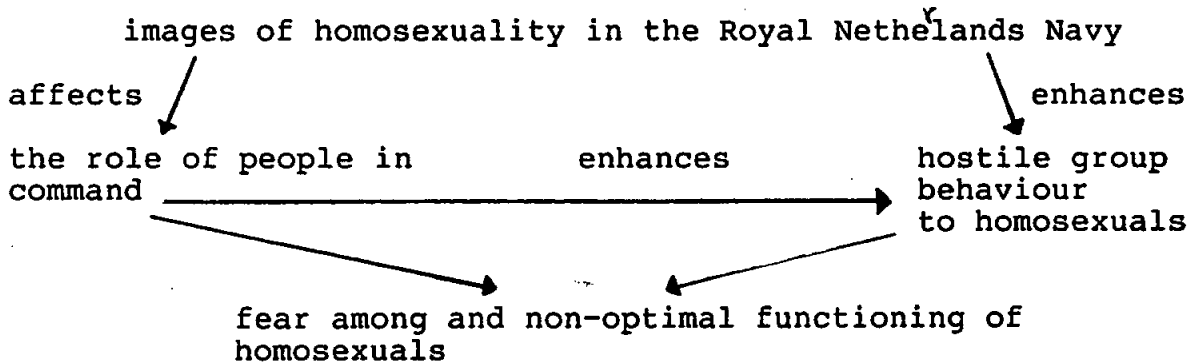 images of homosexuality in the Royal Netherlands Navy
affects
enhances
the role of people in
command
enhances
hostile group
behaviour
to homosexuals
fear among and non-optimal functioning of
homosexuals